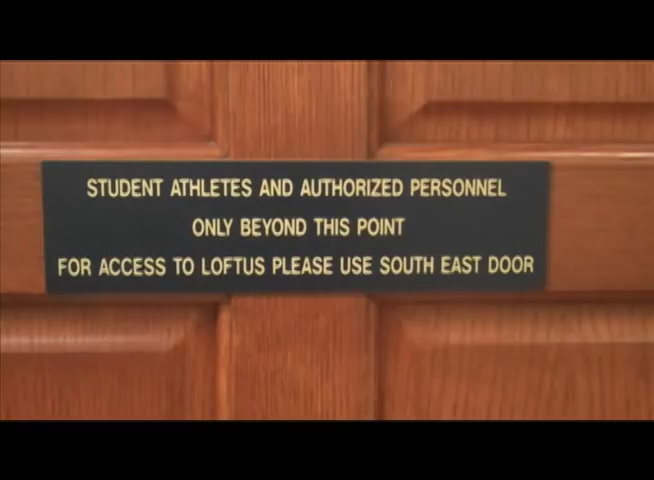 STUDENT ATHLETES AND AUTHORIZED PERSONNEL
ONLY BEYOND THIS POINT
FOR ACCESS TO LOFTUS PLEASE USE SOUTH EAST DOOR